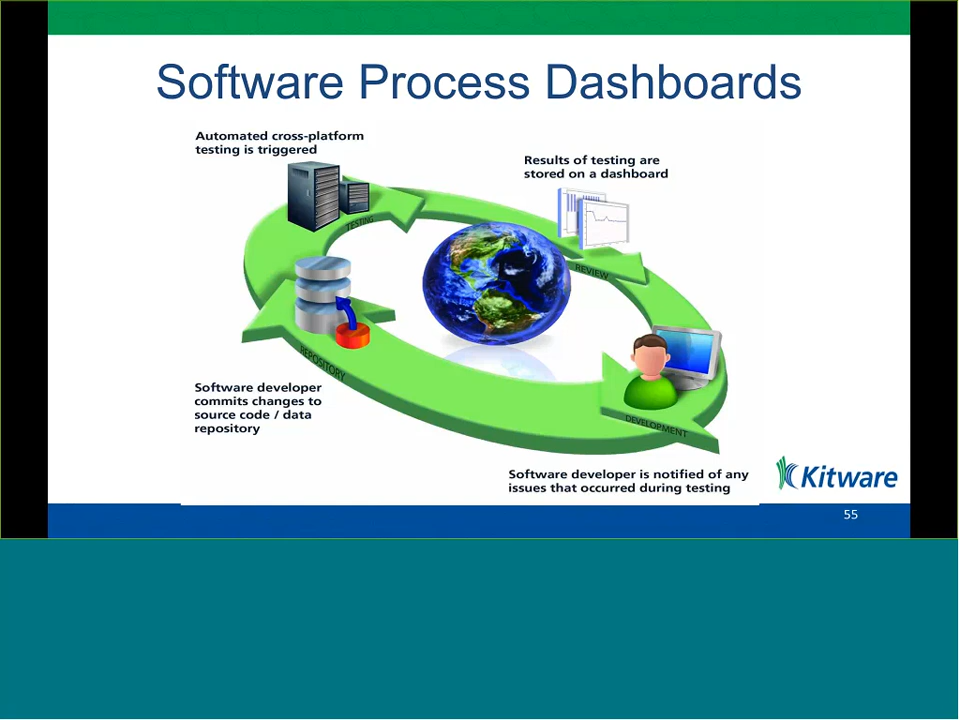 Software Process Dashboards
Automated cross-platform
testing is triggered
Results of testing are
stored on a dashboard
TESTING
REVIEW
REPOSITORY
DEVELOPMENT
Software developer
commits changes to
source code / data
repository
Software developer is notified of any
issues that occurred during testing
Kitware
55